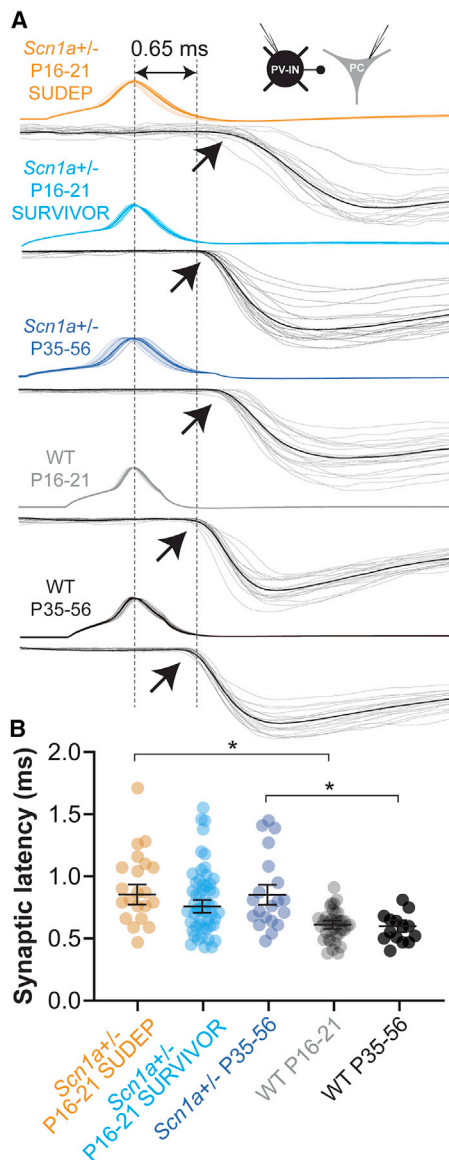 A
Scn1a+/-
P16-21
SUDEP
0.65 ms
PV-IN
PC
Scn1a+/-
P16-21
SURVIVOR
Scn1a+/-
P35-56
WT
P16-21
WT
P35-56
B
*
*
Synaptic latency (ms)
2.0
1.5
1.0
0.5
0.0
Scn1a+/-
P16-21 SUDEP
Scn1a+/-
P16-21 SURVIVOR
Scn1a+/- P35-56
WT P16-21
WT P35-56